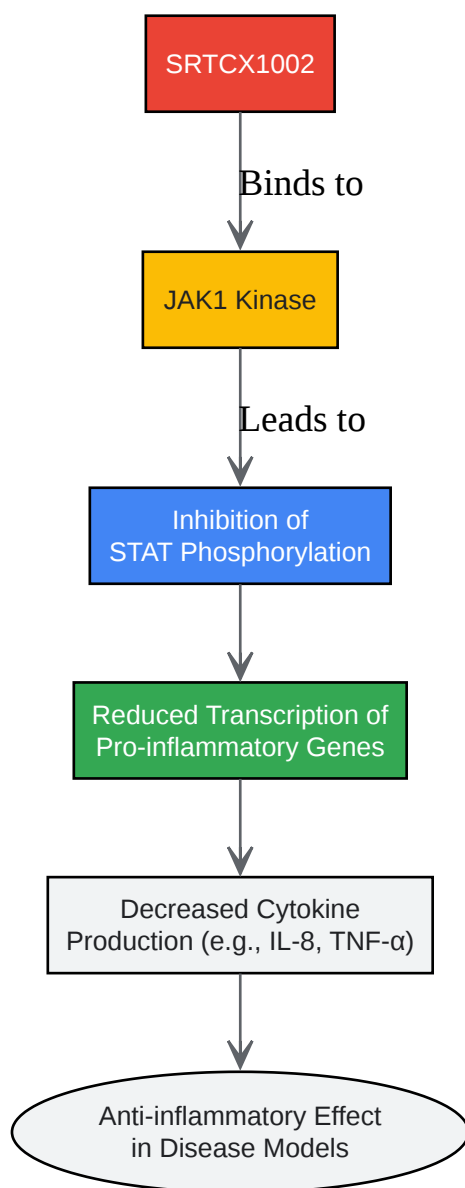 SRTCX1002
Binds to
JAK1 Kinase
Leads to
Inhibition of
STAT Phosphorylation
Reduced Transcription of
Pro-inflammatory Genes
Decreased Cytokine
Production (e.g., IL-8, TNF-α)
Anti-inflammatory Effect
in Disease Models